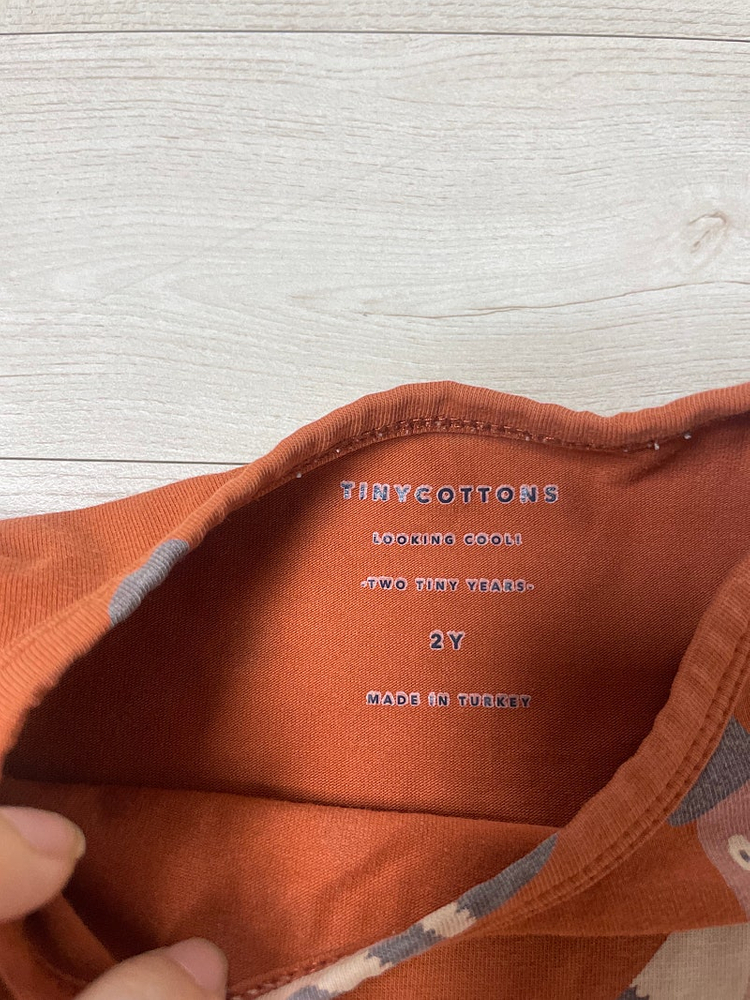 TINYCOTTONS
LOOKING COOL!
-TWO TINY YEARS-
2Y
MADE IN TURKEY